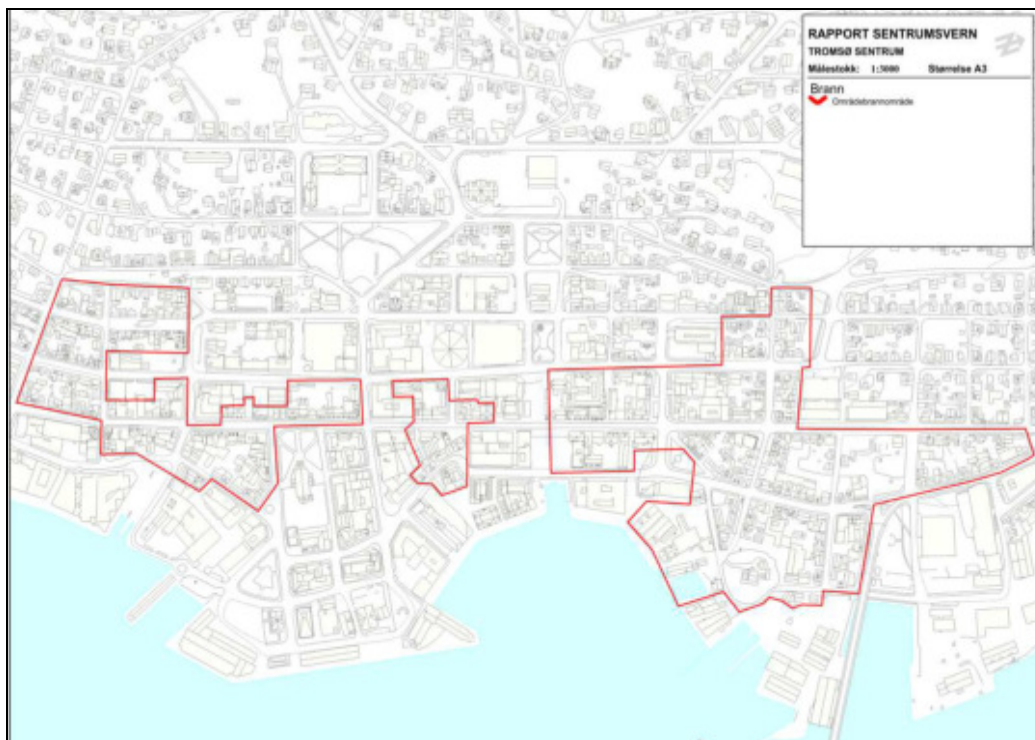 RAPPORT SENTRUMSVERN
TROMSØ SENTRUM
Målestokk: 1:3000 Størrelse A3
Brann
Områdebrannområde